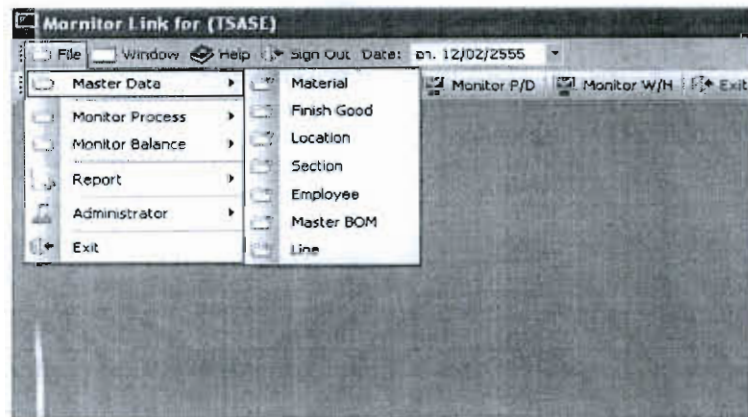 Mornitor Link for (TSASE)
File Window Help Sign Out Date: อา. 12/02/2555
Master Data
Monitor Process
Monitor Balance
Report
Administrator
Exit
Material
Finish Good
Location
Section
Employee
Master BOM
Line
Monitor P/D Monitor W/H Exit